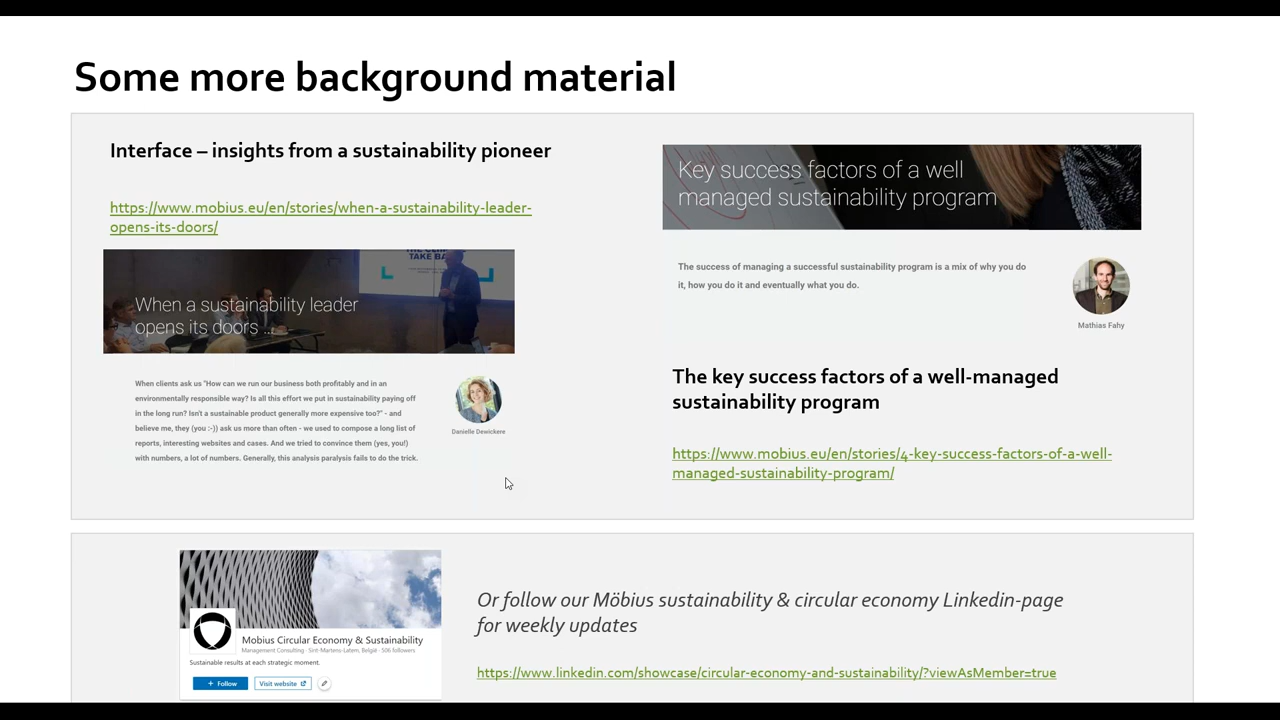 Some more background material
Interface – insights from a sustainability pioneer
https://www.mobius.eu/en/stories/when-a-sustainability-leader-
opens-its-doors/
TAKE BA
When a sustainability leader
opens its doors ...
When clients ask us "How can we run our business both profitably and in an
environmentally responsible way? Is all this effort we put in sustainability paying off
in the long run? Isn't a sustainable product generally more expensive too?" - and
believe me, they (you :-)) ask us more than often - we used to compose a long list of
reports, interesting websites and cases. And we tried to convince them (yes, you!)
with numbers, a lot of numbers. Generally, this analysis paralysis fails to do the trick.
Danielle Dewickere
Key success factors of a well
managed sustainability program
The success of managing a successful sustainability program is a mix of why you do
it, how you do it and eventually what you do.
Mathias Fahy
The key success factors of a well-managed
sustainability program
https://www.mobius.eu/en/stories/4-key-success-factors-of-a-well-
managed-sustainability-program/
Mobius Circular Economy & Sustainability
Management Consulting · Sint-Martens-Latem, België · 506 followers
Sustainable results at each strategic moment.
+ Follow
Visit website
Or follow our Möbius sustainability & circular economy Linkedin-page
for weekly updates
https://www.linkedin.com/showcase/circular-economy-and-sustainability/?viewAsMember=true